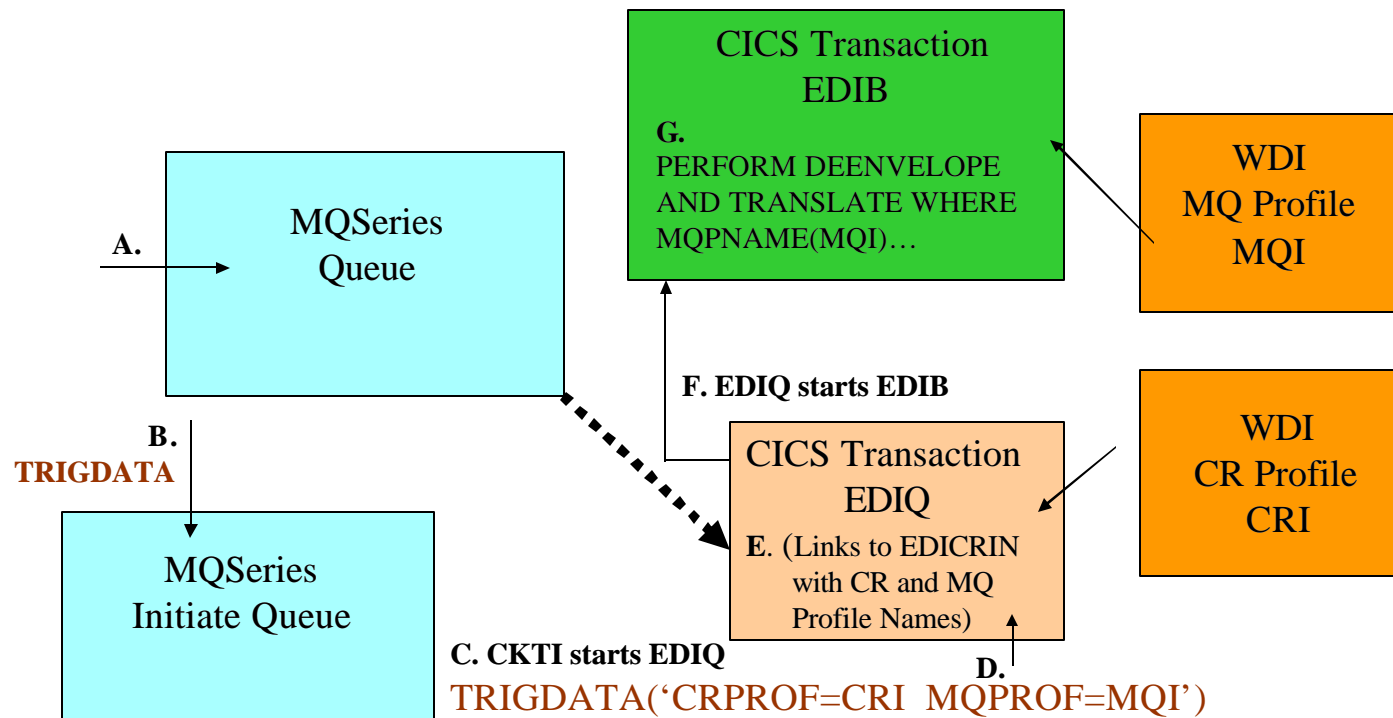 CICS Transaction
EDIB
G.
PERFORM DEENVELOPE
AND TRANSLATE WHERE
MQPNAME(MQI)…
WDI
MQ Profile
MQI
A.
MQSeries
Queue
F. EDIQ starts EDIB
B.
TRIGDATA
CICS Transaction
EDIQ
E. (Links to EDICRIN
with CR and MQ
Profile Names)
WDI
CR Profile
CRI
MQSeries
Initiate Queue
C. CKTI starts EDIQ
D.
TRIGDATA(‘CRPROF=CRI MQPROF=MQI’)